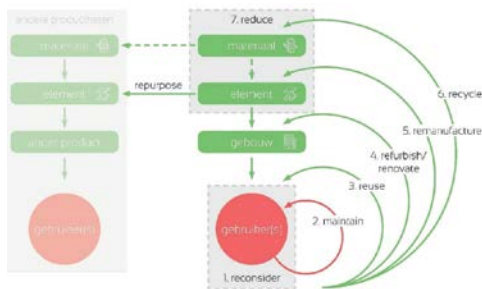 andere productketen
7. reduce
materiaal
materiaal
element
repurpose
element
ander product
gebouw
gebruiker(s)
gebruiker(s)
1. reconsider
2. maintain
3. reuse
4. refurbish/
renovate
5. remanufacture
6. recycle